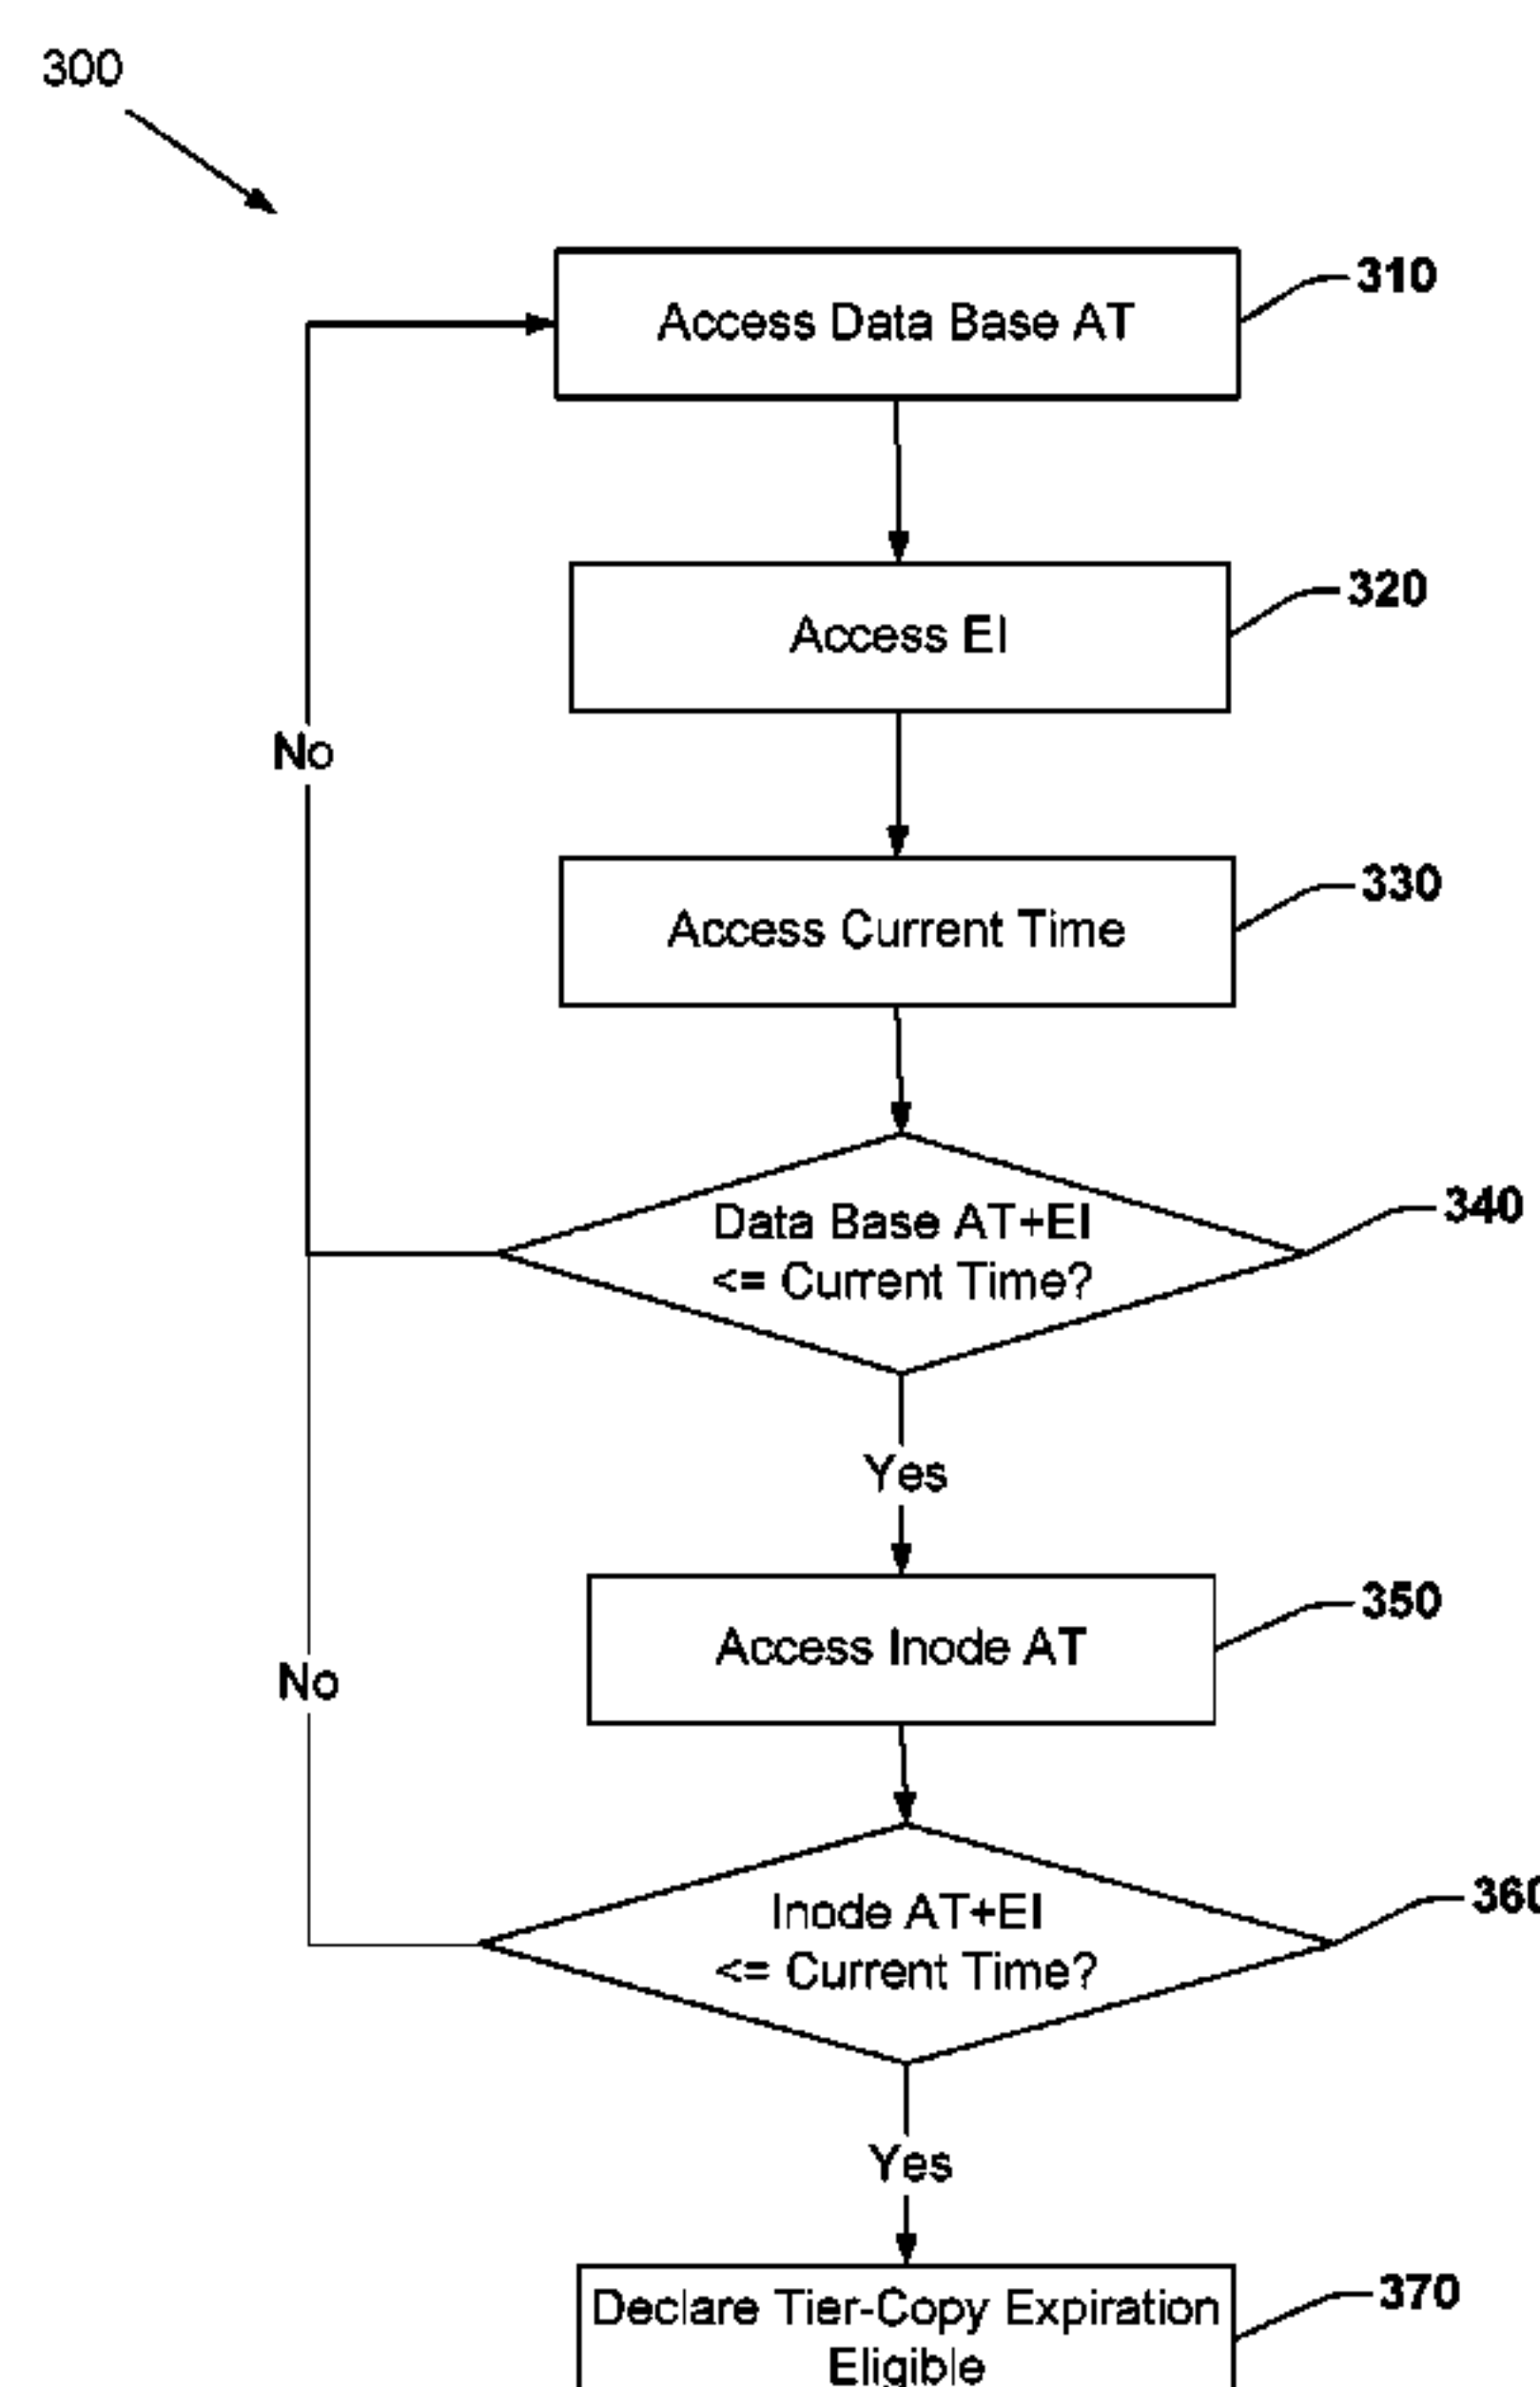 300
Access Data Base AT
310
Access EI
320
No
Access Current Time
330
Data Base AT+EI
<= Current Time?
340
Yes
Access Inode AT
350
No
Inode AT+EI
<= Current Time?
360
Yes
Declare Tier-Copy Expiration
Eligible
370